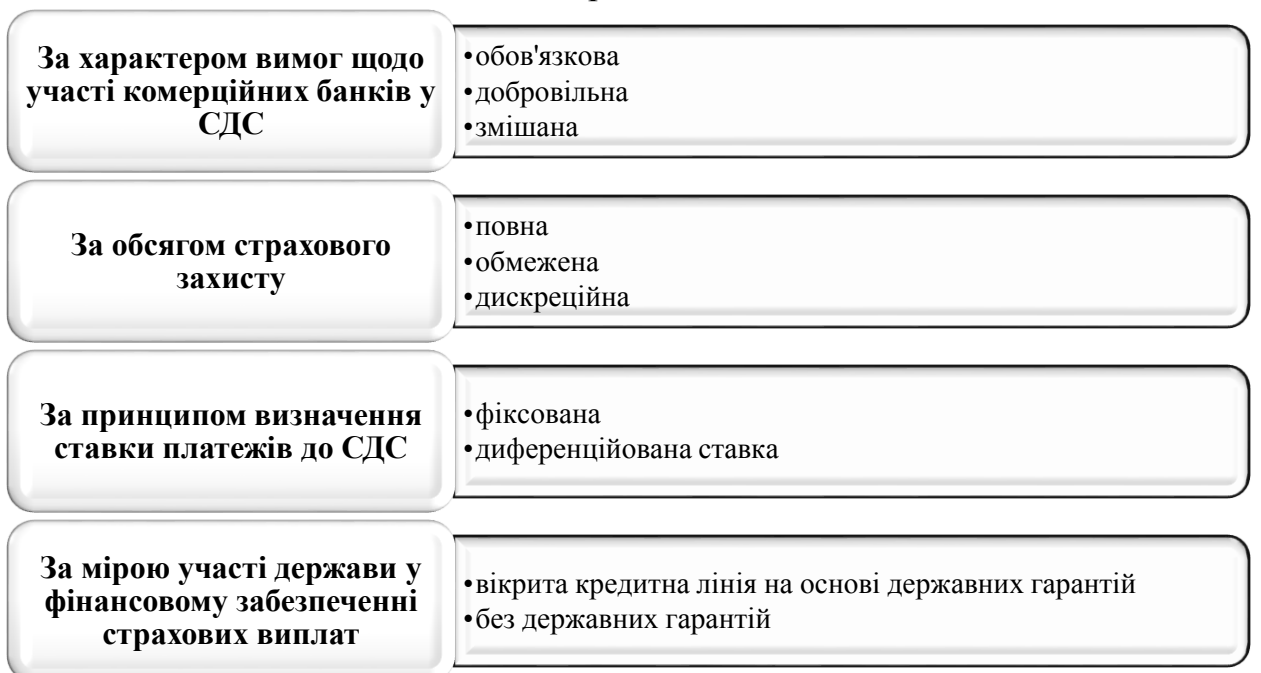 За характером вимог щодо
участі комерційних банків у
СДС
•обов'язкова
•добровільна
•змішана
За обсягом страхового
захисту
•повна
•обмежена
•дискреційна
За принципом визначення
ставки платежів до СДС
•фіксована
•диференційована ставка
За мірою участі держави у
фінансовому забезпеченні
страхових виплат
•вікрита кредитна лінія на основі державних гарантій
•без державних гарантій